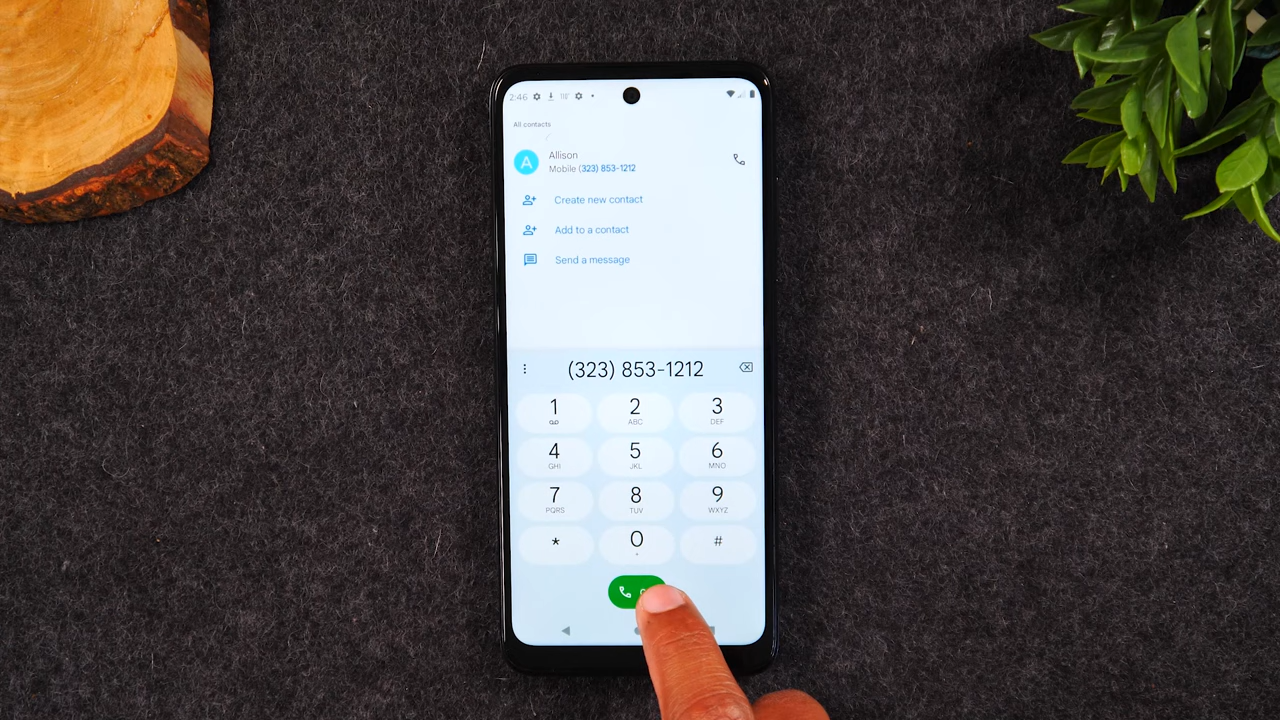 2:46
All contacts
A
Allison
Mobile (323) 853-1212
Create new contact
Add to a contact
Send a message
(323) 853-1212
1 2 3
ABC DEF
4 5 6
GHI JKL MNO
7 8 9
PQRS TUV WXYZ
* 0 #